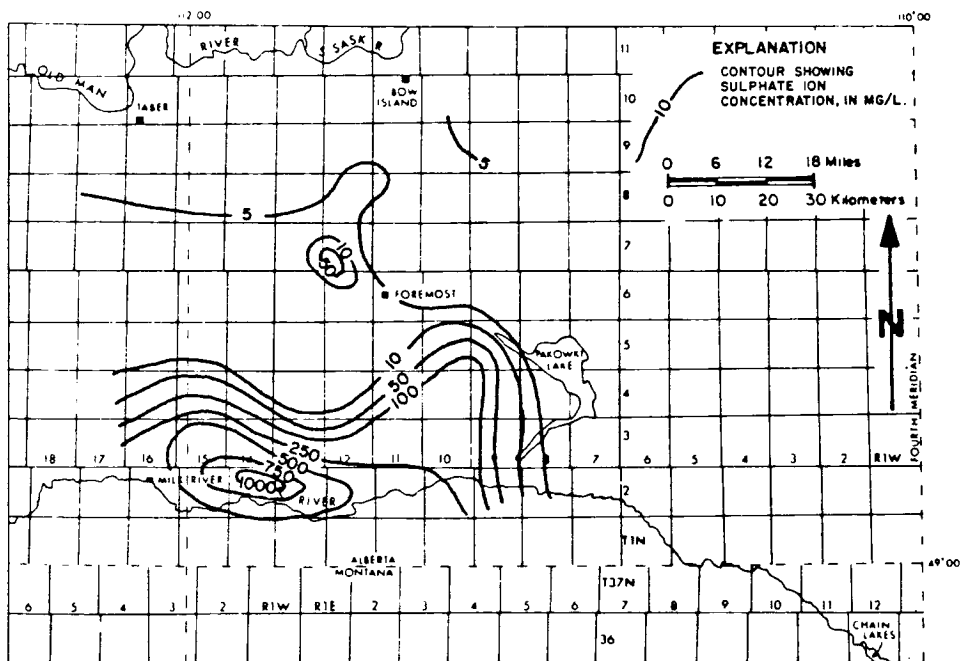 112°00
110°00
RIVER
S SASK R
11
EXPLANATION
CONTOUR SHOWING
SULPHATE ION
CONCENTRATION, IN MG/L.
10
OLD MAN
TABER
BOW
ISLAND
10
9
5
0 6 12 18 Miles
0 10 20 30 Kilometers
8
5
7
10
50
N
FOREMOST
6
10
50
100
PAKOWKI
LAKE
5
4
FOURTH MERIDIAN
3
250
500
750
1000
18 17 16 15 14 12 10 7 6 5 4 3 2 R1W
MILK RIVER
RIVER
2
T1N
ALBERTA
MONTANA
49°00
T37N
6 5 4 3 2 R1W R1E 2 3 4 5 6 7 8 9 10 11 12
36
CHAIN
LAKES